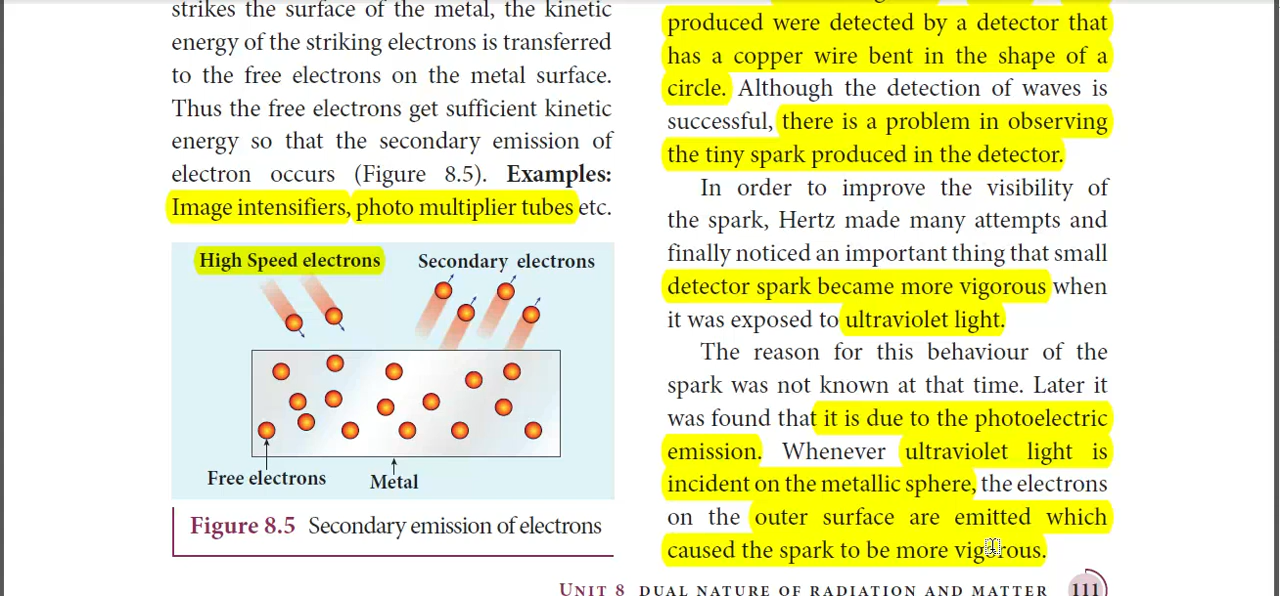 strikes the surface of the metal, the kinetic
energy of the striking electrons is transferred
to the free electrons on the metal surface.
Thus the free electrons get sufficient kinetic
energy so that the secondary emission of
electron occurs (Figure 8.5). Examples:
Image intensifiers, photo multiplier tubes etc.
High Speed electrons
Secondary electrons
Free electrons
Metal
Figure 8.5 Secondary emission of electrons
produced were detected by a detector that
has a copper wire bent in the shape of a
circle. Although the detection of waves is
successful, there is a problem in observing
the tiny spark produced in the detector.
In order to improve the visibility of
the spark, Hertz made many attempts and
finally noticed an important thing that small
detector spark became more vigorous when
it was exposed to ultraviolet light.
The reason for this behaviour of the
spark was not known at that time. Later it
was found that it is due to the photoelectric
emission. Whenever ultraviolet light is
incident on the metallic sphere, the electrons
on the outer surface are emitted which
caused the spark to be more vigorous.
UNIT 8 DUAL NATURE OF RADIATION AND MATTER 111